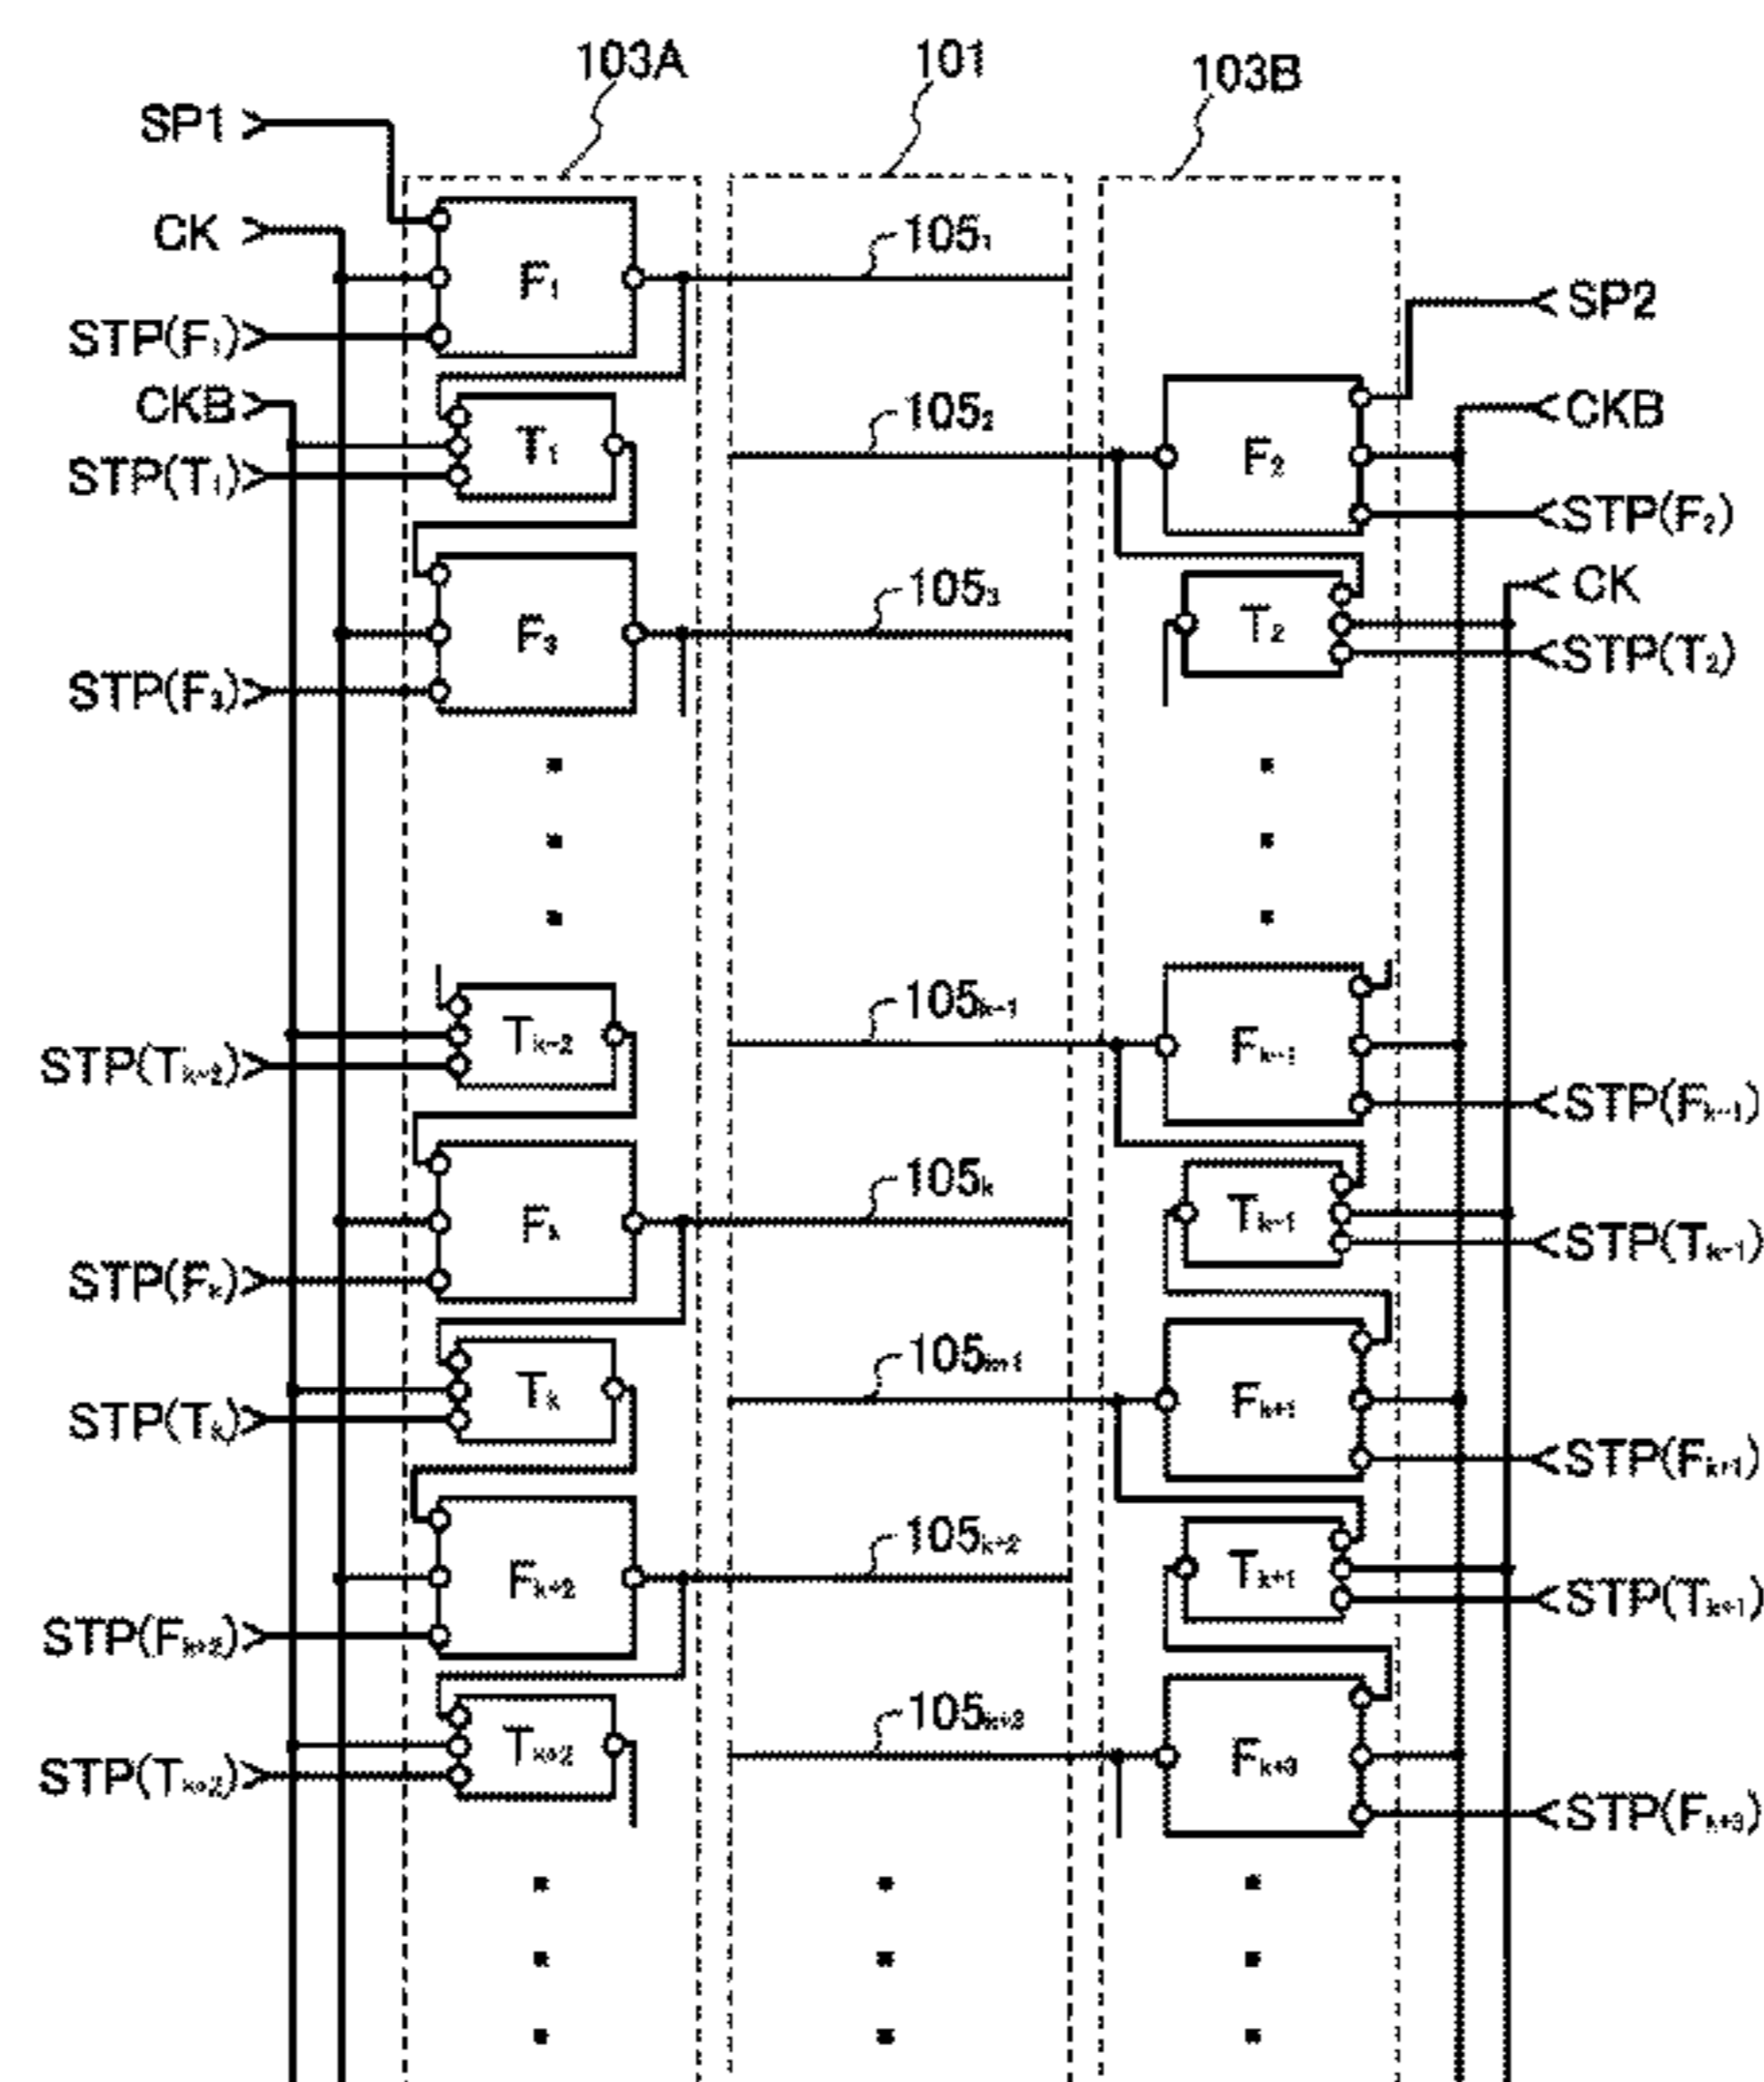 103A 101 103B
SP1
CK
F₁
105₁
STP(F₁)
SP2
CKB
CKB
T₁
105₂
F₂
STP(T₁)
STP(F₂)
CK
F₃
105₃
T₂
STP(T₂)
STP(F₃)
Tₖ₋₂
105ₖ₋₁
Fₖ₋₁
STP(Tₖ₋₂)
STP(Fₖ₋₁)
Fₖ
105ₖ
Tₖ₋₁
STP(Tₖ₋₁)
STP(Fₖ)
Tₖ
105ₖ₊₁
Fₖ₊₁
STP(Tₖ)
STP(Fₖ₊₁)
Fₖ₊₂
105ₖ₊₂
Tₖ₊₁
STP(Tₖ₊₁)
STP(Fₖ₊₂)
Tₖ₊₂
105ₖ₊₃
Fₖ₊₃
STP(Tₖ₊₂)
STP(Fₖ₊₃)